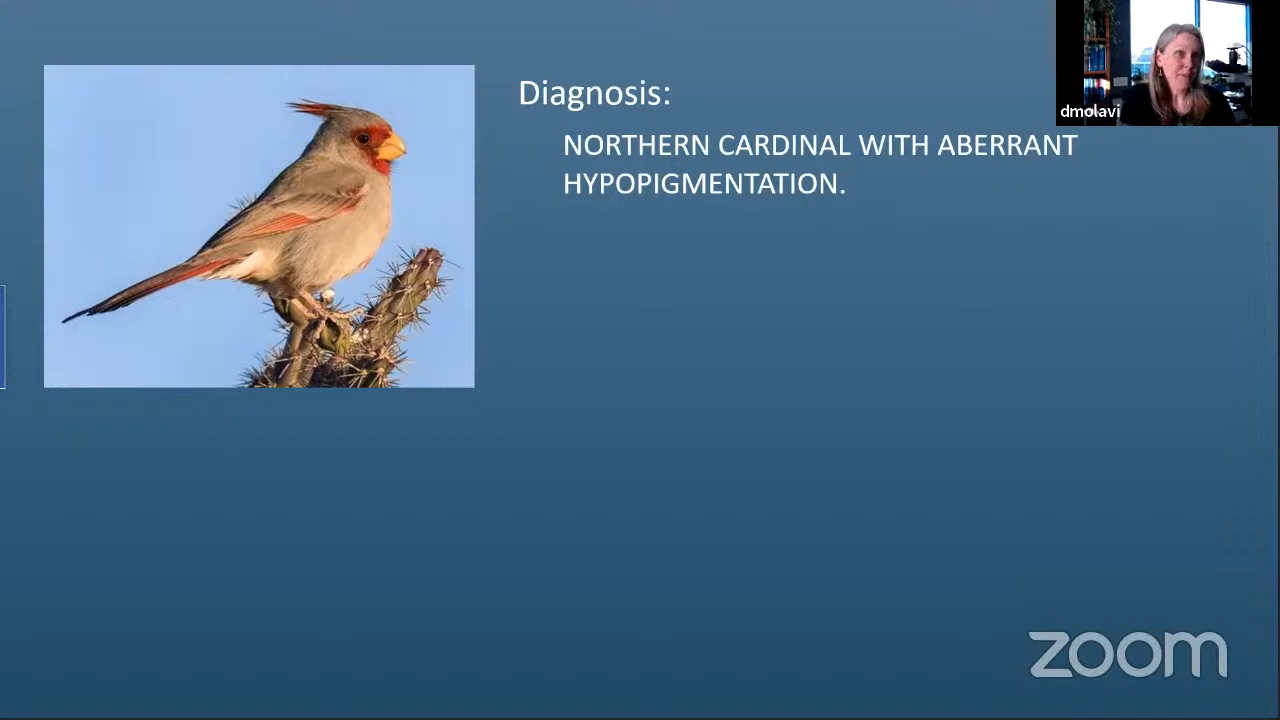 Diagnosis:
dmolavi
NORTHERN CARDINAL WITH ABERRANT
HYPOPIGMENTATION.
zoom